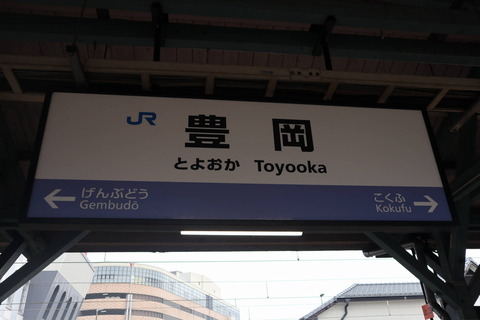 JR 豊岡
とよおか Toyooka
← げんぶどう
Gembudō
こくふ →
Kokufu